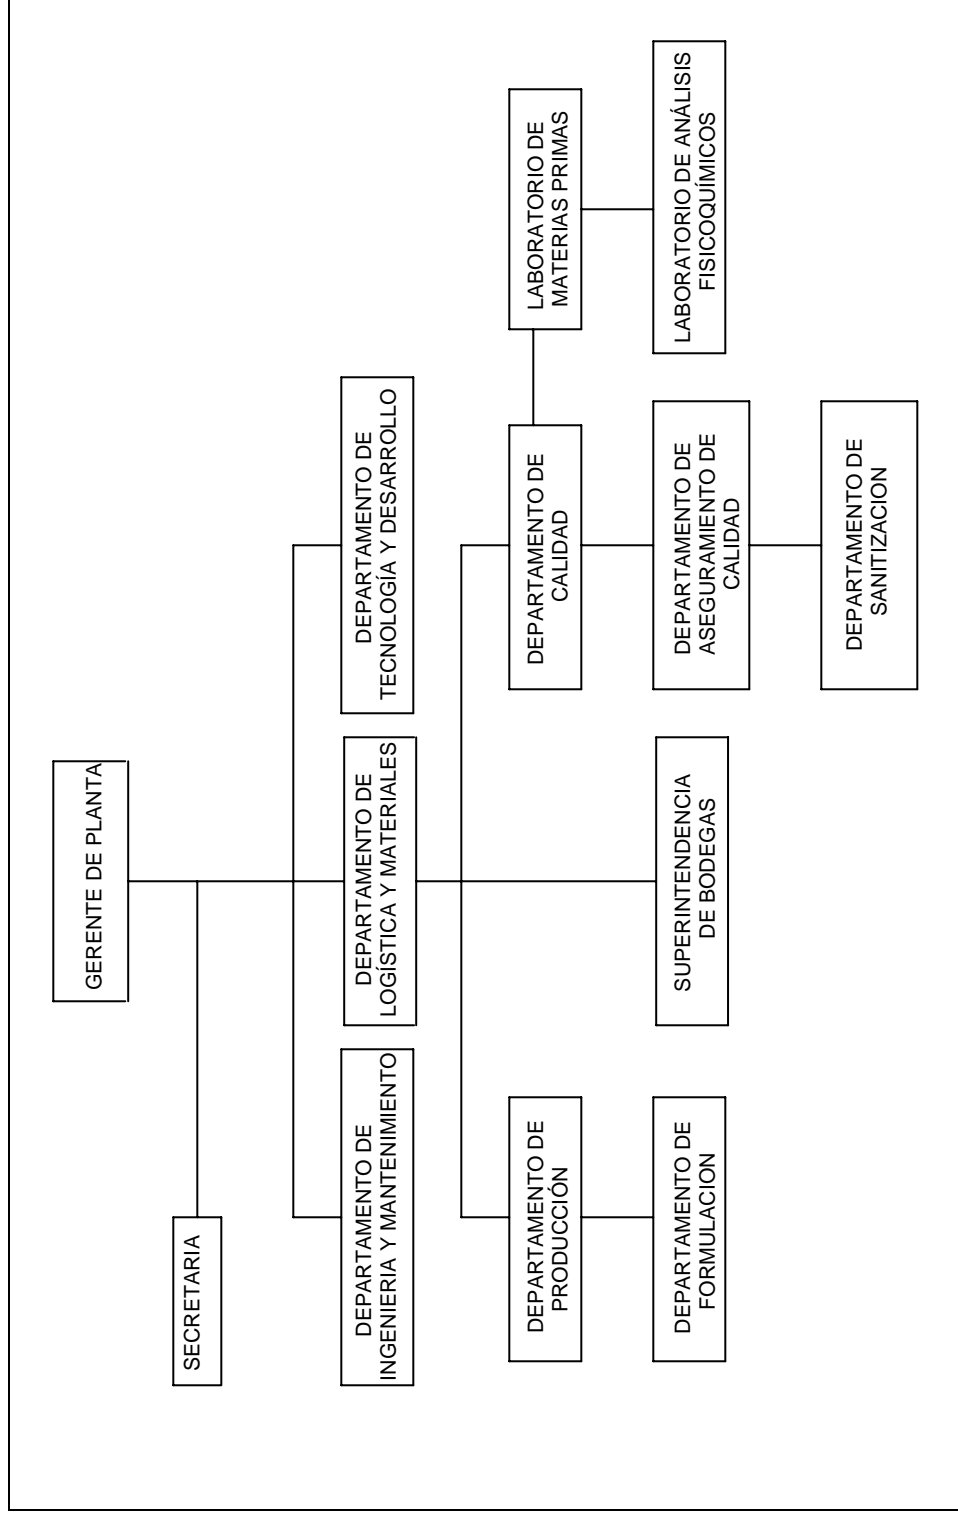 GERENTE DE PLANTA
SECRETARIA
DEPARTAMENTO DE
INGENIERIA Y MANTENIMIENTO
DEPARTAMENTO DE
LOGÍSTICA Y MATERIALES
DEPARTAMENTO DE
TECNOLOGÍA Y DESARROLLO
DEPARTAMENTO DE
PRODUCCIÓN
DEPARTAMENTO DE
CALIDAD
LABORATORIO DE
MATERIAS PRIMAS
DEPARTAMENTO DE
FORMULACION
SUPERINTENDENCIA
DE BODEGAS
DEPARTAMENTO DE
ASEGURAMIENTO DE
CALIDAD
LABORATORIO DE ANÁLISIS
FISICOQUÍMICOS
DEPARTAMENTO DE
SANITIZACION